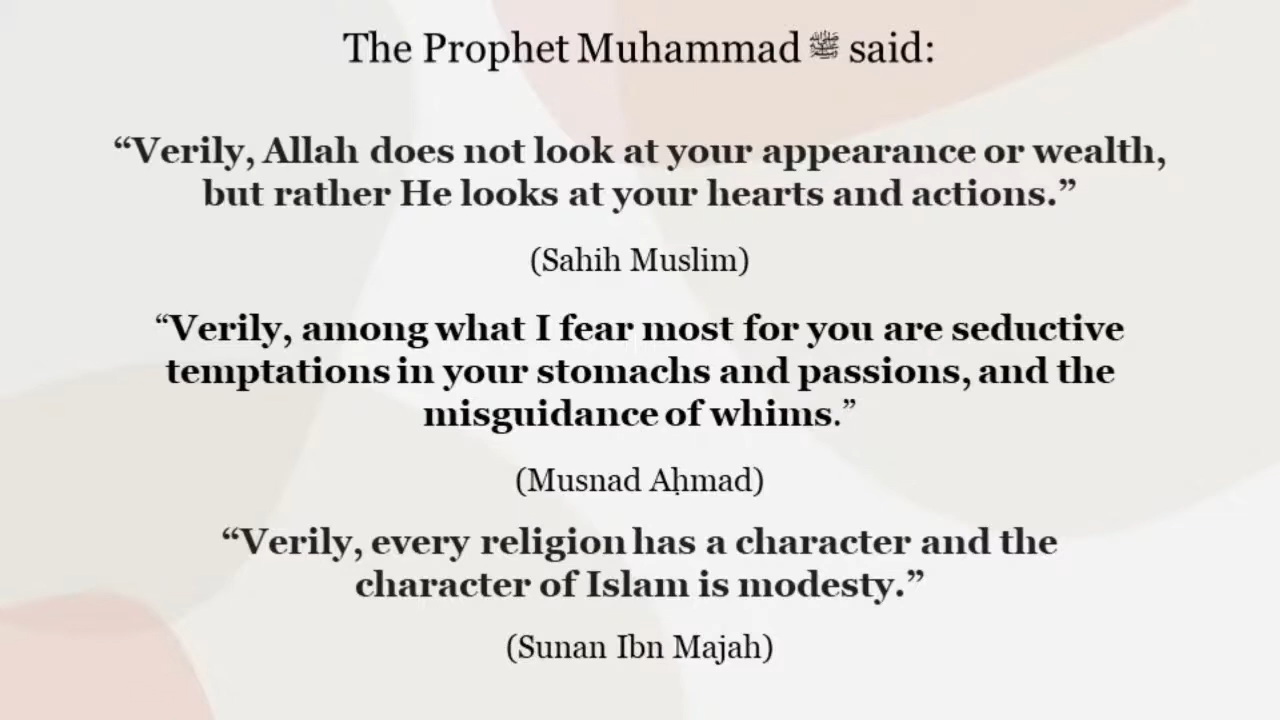 The Prophet Muhammad ﷺ said:
“Verily, Allah does not look at your appearance or wealth,
but rather He looks at your hearts and actions.”
(Sahih Muslim)
“Verily, among what I fear most for you are seductive
temptations in your stomachs and passions, and the
misguidance of whims.”
(Musnad Aḥmad)
“Verily, every religion has a character and the
character of Islam is modesty.”
(Sunan Ibn Majah)